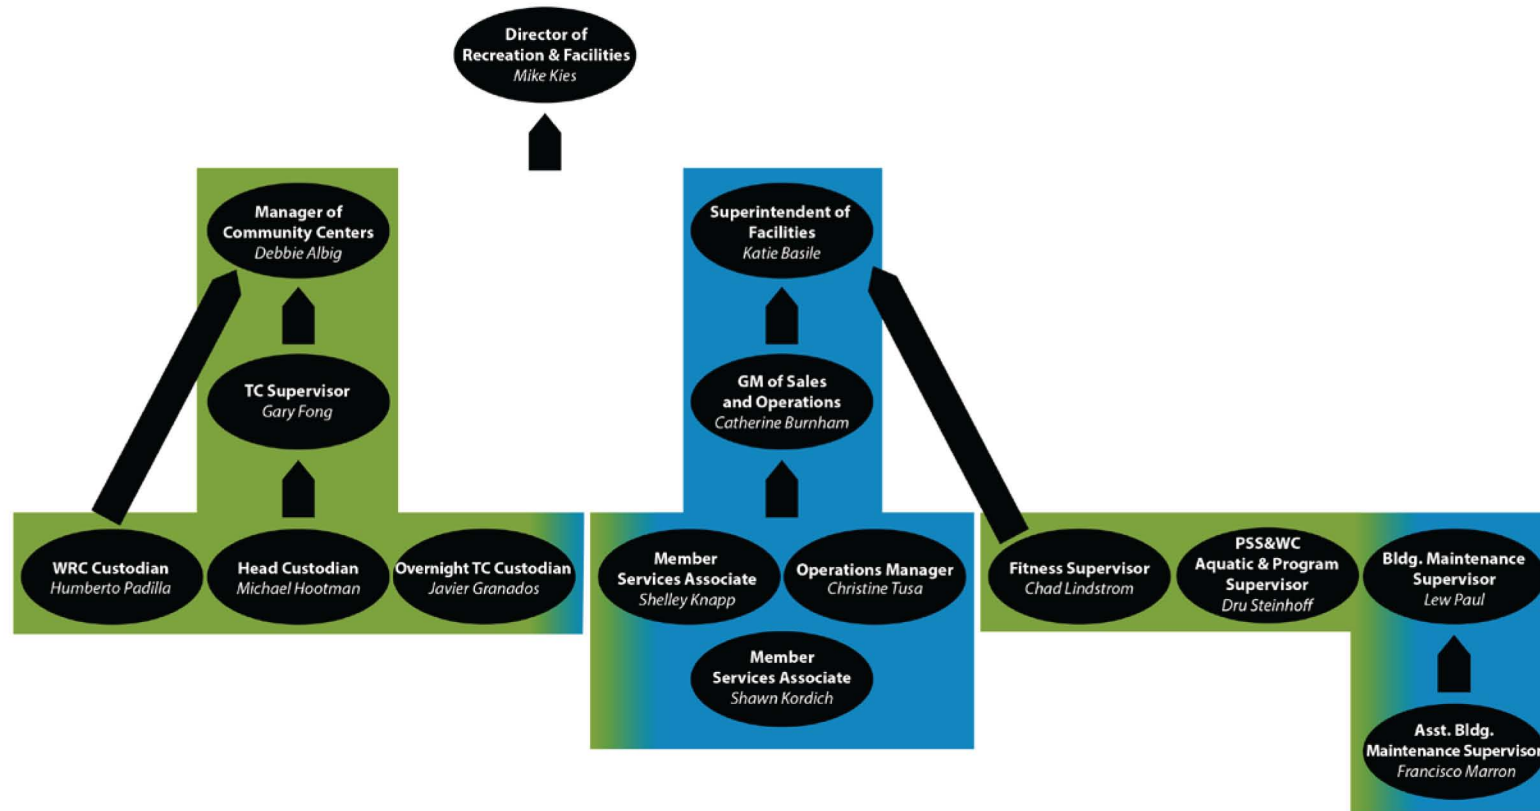 Director of
Recreation & Facilities
Mike Kies
Manager of
Community Centers
Debbie Albig
Superintendent of
Facilities
Katie Basile
TC Supervisor
Gary Fong
GM of Sales
and Operations
Catherine Burnham
WRC Custodian
Humberto Padilla
Head Custodian
Michael Hootman
Overnight TC Custodian
Javier Granados
Member
Services Associate
Shelley Knapp
Operations Manager
Christine Tusa
Fitness Supervisor
Chad Lindstrom
PSS&WC
Aquatic & Program
Supervisor
Dru Steinhoff
Bldg. Maintenance
Supervisor
Lew Paul
Member
Services Associate
Shawn Kordich
Asst. Bldg.
Maintenance Supervisor
Francisco Marron